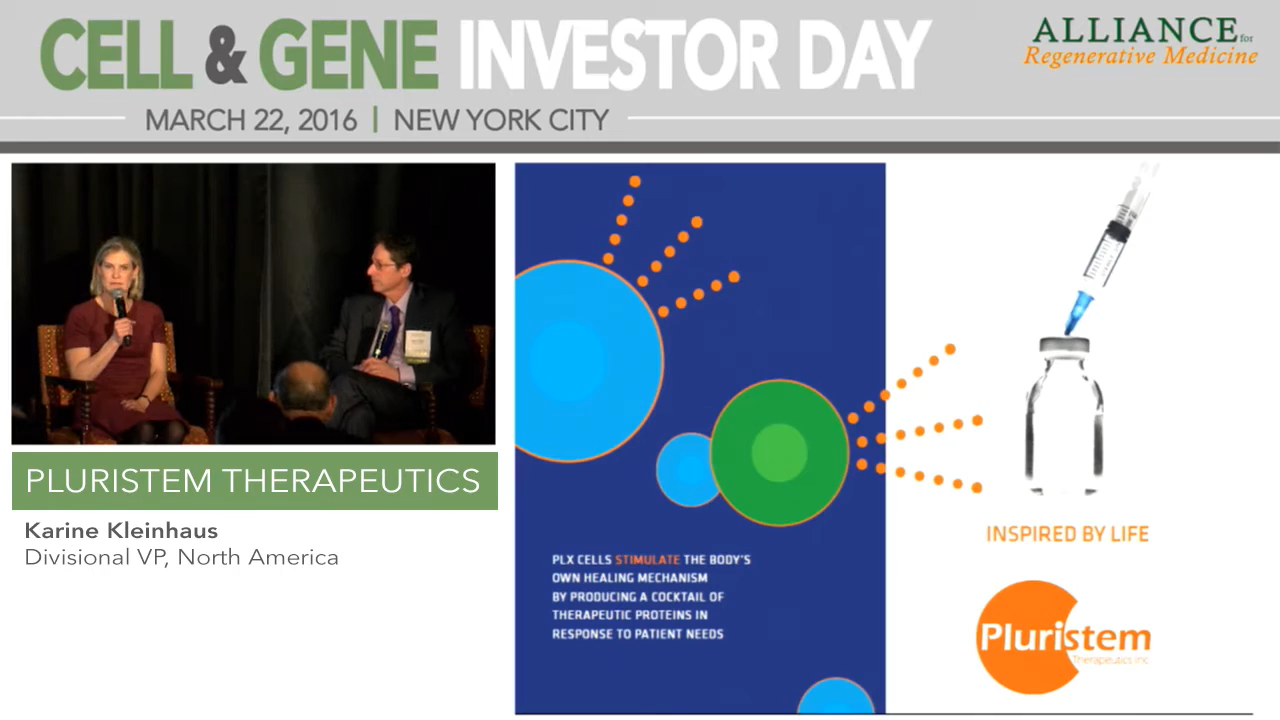 CELL & GENE INVESTOR DAY
MARCH 22, 2016 | NEW YORK CITY
ALLIANCE for
Regenerative Medicine
PLURISTEM THERAPEUTICS
Karine Kleinhaus
Divisional VP, North America
PLX CELLS STIMULATE THE BODY'S
OWN HEALING MECHANISM
BY PRODUCING A COCKTAIL OF
THERAPEUTIC PROTEINS IN
RESPONSE TO PATIENT NEEDS
INSPIRED BY LIFE
Pluristem
Therapeutics Inc